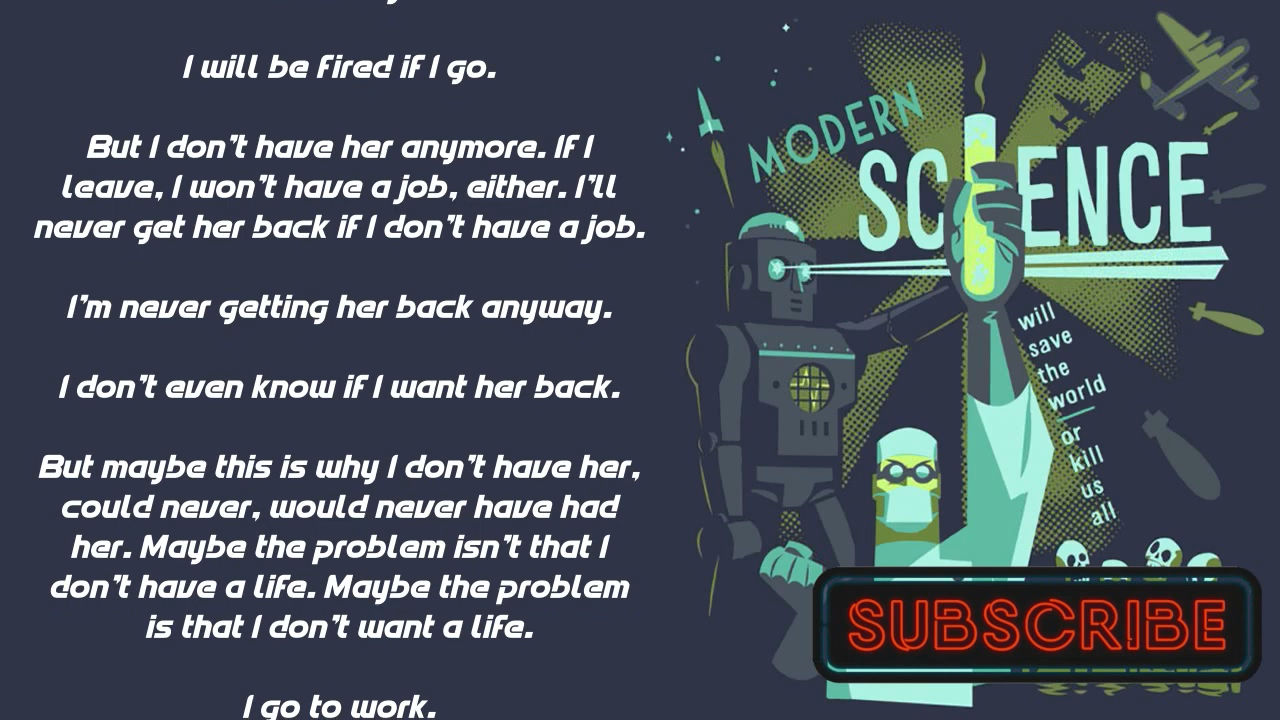 I will be fired if I go.
But I don't have her anymore. If I
leave, I won't have a job, either. I'll
never get her back if I don't have a job.
I'm never getting her back anyway.
I don't even know if I want her back.
But maybe this is why I don't have her,
could never, would never have had
her. Maybe the problem isn't that I
don't have a life. Maybe the problem
is that I don't want a life.
I go to work.
MODERN
SCIENCE
will
save
the
world
or
kill
us
all
SUBSCRIBE